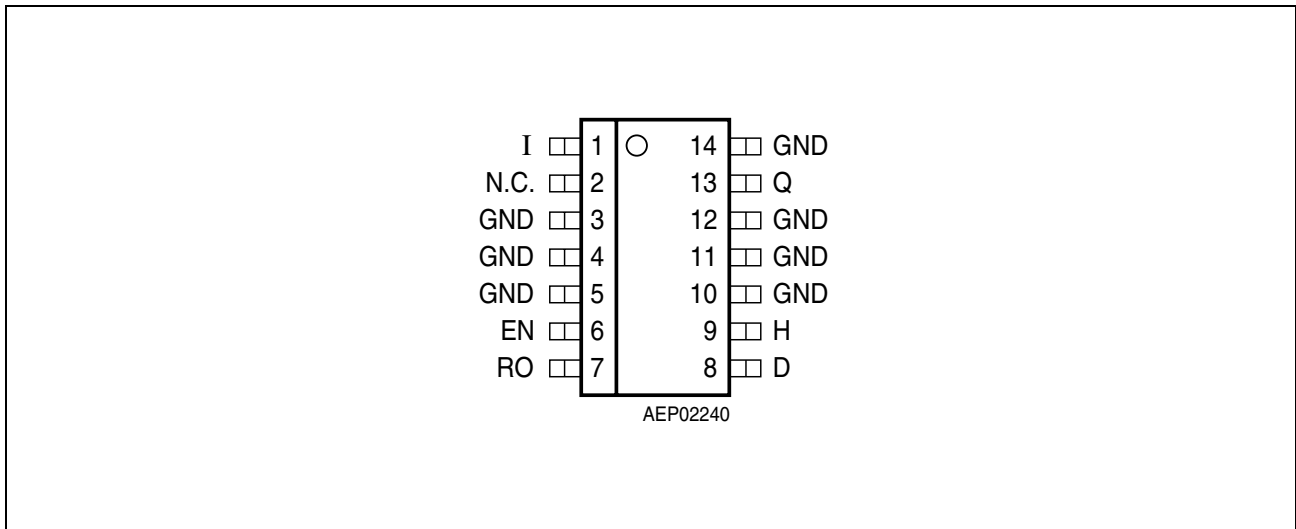 I 1 14 GND
N.C. 2 13 Q
GND 3 12 GND
GND 4 11 GND
GND 5 10 GND
EN 6 9 H
RO 7 8 D
AEP02240